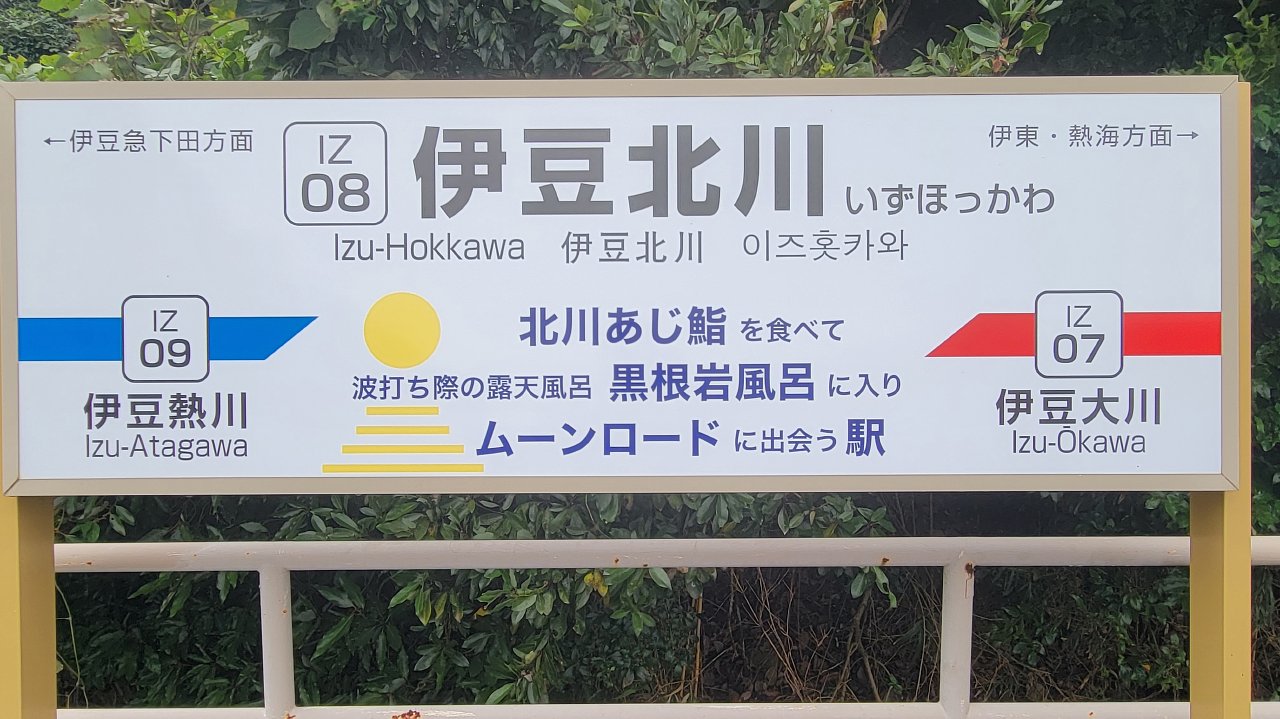 ←伊豆急下田方面
IZ
08
伊豆北川 いずほっかわ
伊東・熱海方面→
Izu-Hokkawa 伊豆北川 이즈홋카와
IZ
09
伊豆熱川
Izu-Atagawa
北川あじ鮨 を食べて
波打ち際の露天風呂 黒根岩風呂 に入り
ムーンロード に出会う 駅
IZ
07
伊豆大川
Izu-Ōkawa